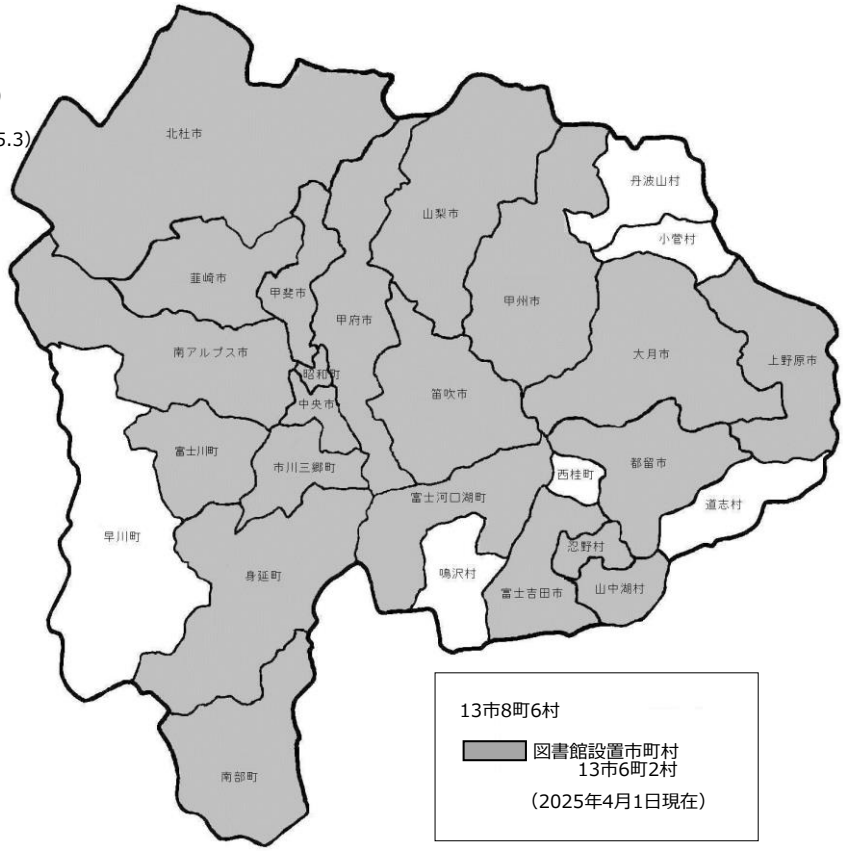 )
5.3)
北杜市
丹波山村
山梨市
小菅村
韮崎市
甲斐市
甲府市
甲州市
南アルプス市
大月市
上野原市
昭和町
笛吹市
中央市
富士川町
市川三郷町
都留市
西桂町
富士河口湖町
道志村
早川町
忍野村
鳴沢村
身延町
富士吉田市
山中湖村
南部町
13市8町6村
図書館設置市町村
13市6町2村
（2025年4月1日現在）